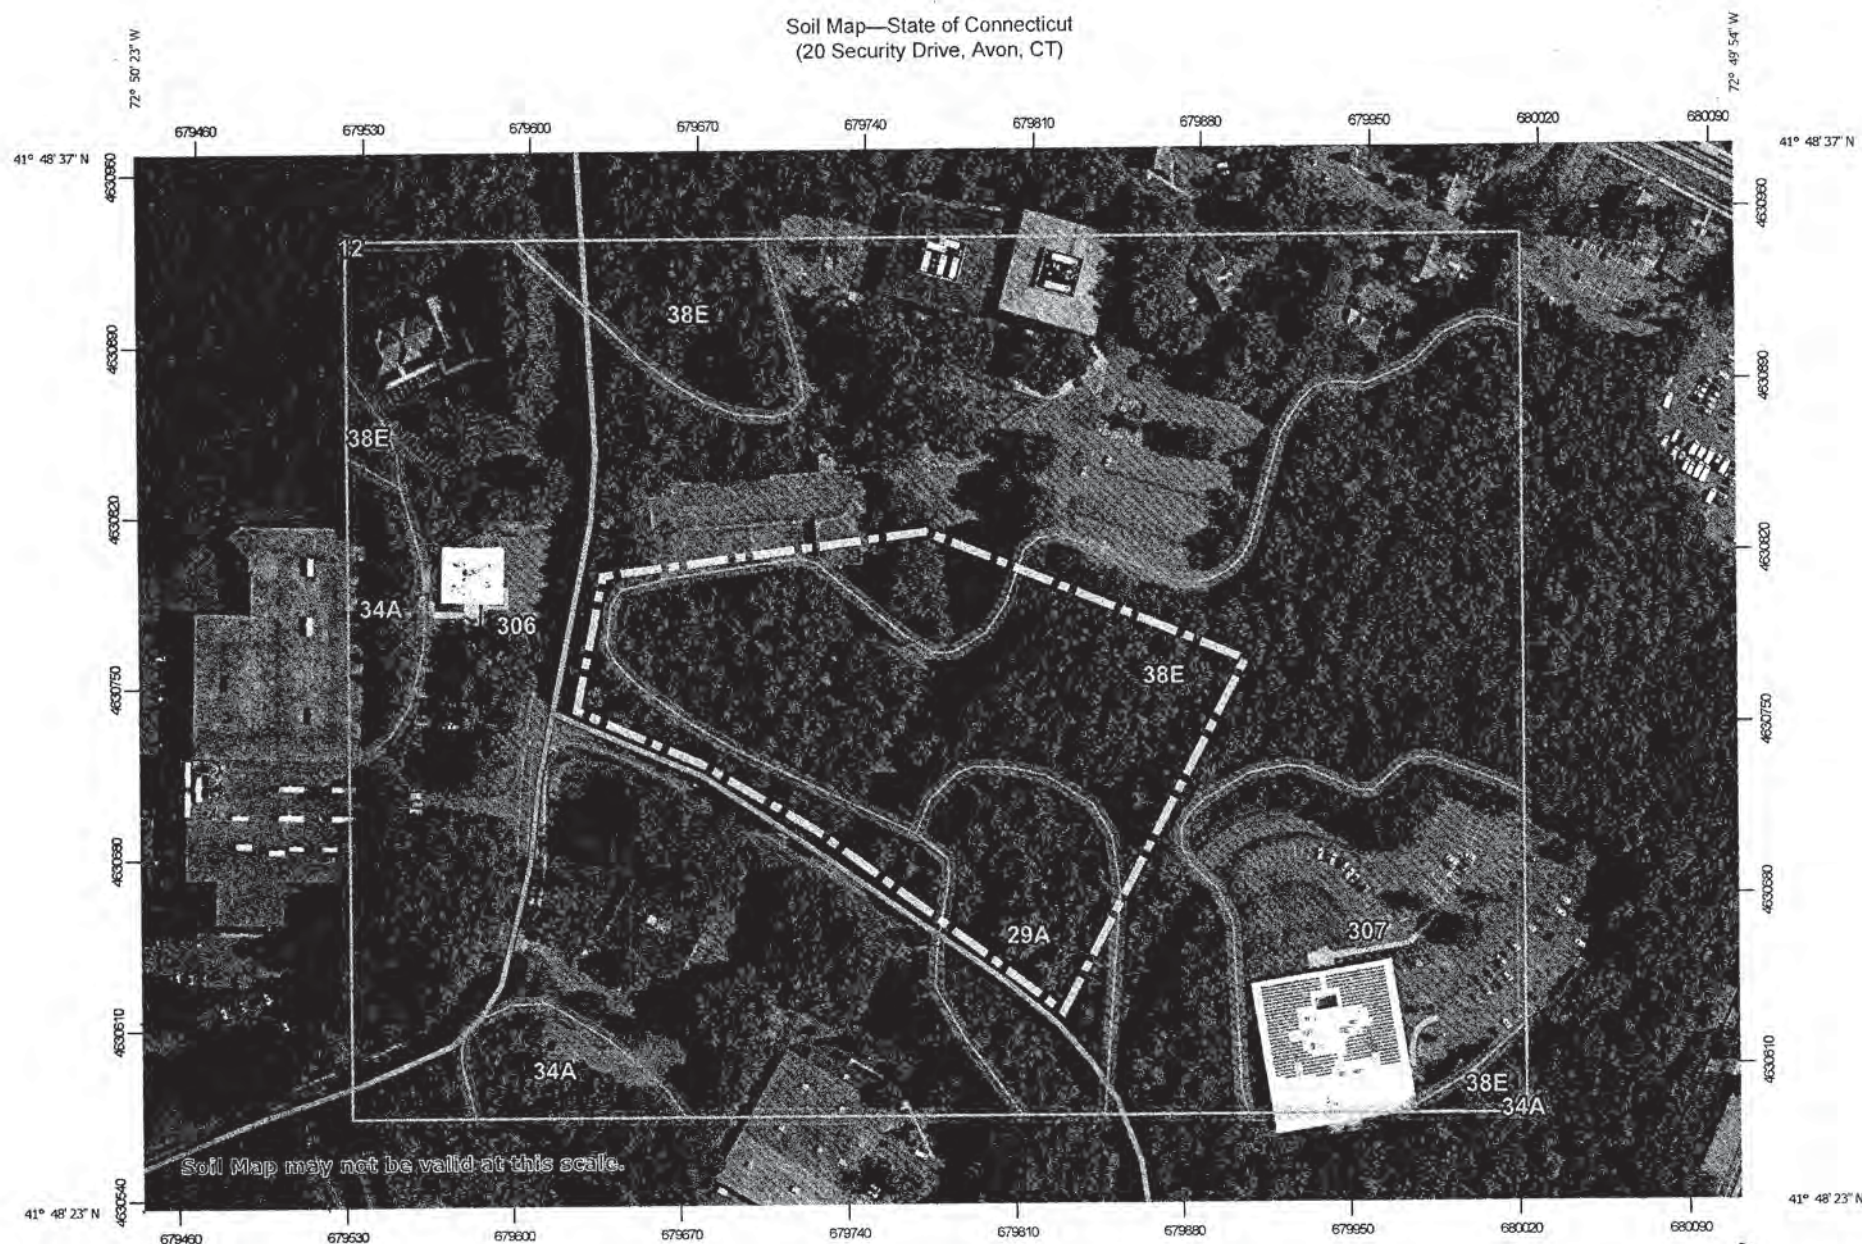 Soil Map—State of Connecticut
(20 Security Drive, Avon, CT)
72° 50' 23" W
72° 49' 54" W
679460 679530 679600 679670 679740 679810 679880 679950 680020 680090
41° 48' 37" N
41° 48' 37" N
4630960
4630890
4630820
4630750
4630680
4630610
4630540
4630960
4630890
4630820
4630750
4630680
4630610
12
38E
38E
34A
306
38E
29A
307
34A
38E
34A
Soil Map may not be valid at this scale.
41° 48' 23" N
41° 48' 23" N
679460 679530 679600 679670 679740 679810 679880 679950 680020 680090